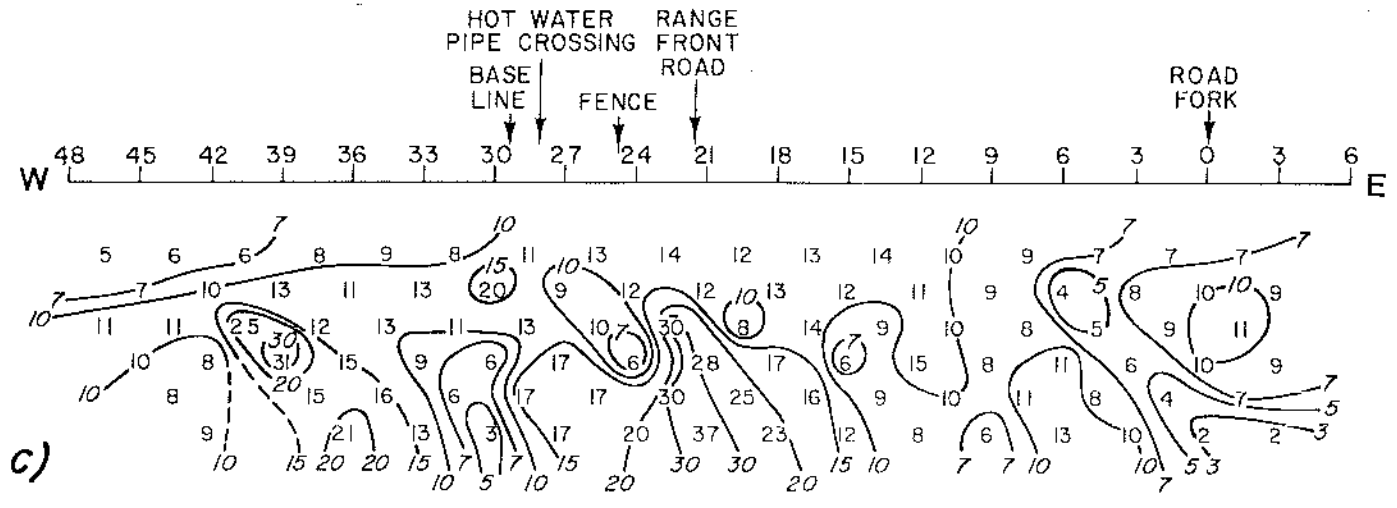 HOT WATER RANGE
PIPE CROSSING FRONT
ROAD
BASE
LINE FENCE
ROAD
FORK
48 45 42 39 36 33 30 27 24 21 18 15 12 9 6 3 0 3 6
W E
7 10 10 7 7
5 6 6 8 9 8 11 13 14 12 13 14 10 9 7 7 7
15 10 10 5 10
7 7 10 13 11 13 20 9 12 12 13 12 11 9 4 8 10 9
10
11 11 25 12 13 11 13 10 7 30 8 14 9 10 8 5 9 11
30 7
10 8 31 15 9 6 17 6 28 17 6 15 8 11 6 10 9
20 7
10 8 15 16 6 17 17 30 25 16 9 10 11 8 4 7 5
9 21 13 3 17 20 37 23 12 8 6 13 10 2 2 3
c) 10 15 20 20 15 10 7 5 7 10 15 20 30 30 20 15 10 7 7 10 10 7 5 3